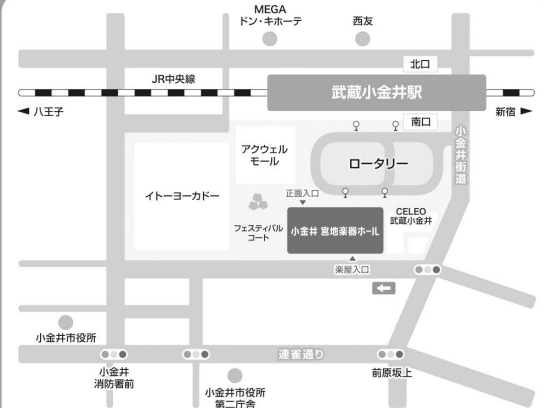 MEGA
ドン・キホーテ
西友
北口
JR中央線
武蔵小金井駅
八王子
新宿
南口
小金井街道
アクウェル
モール
ロータリー
イトーヨーカドー
正面入口
CELEO
武蔵小金井
フェスティバル
コート
小金井 宮地楽器ホール
楽屋入口
小金井市役所
連雀通り
小金井
消防署前
前原坂上
小金井市役所
第二庁舎